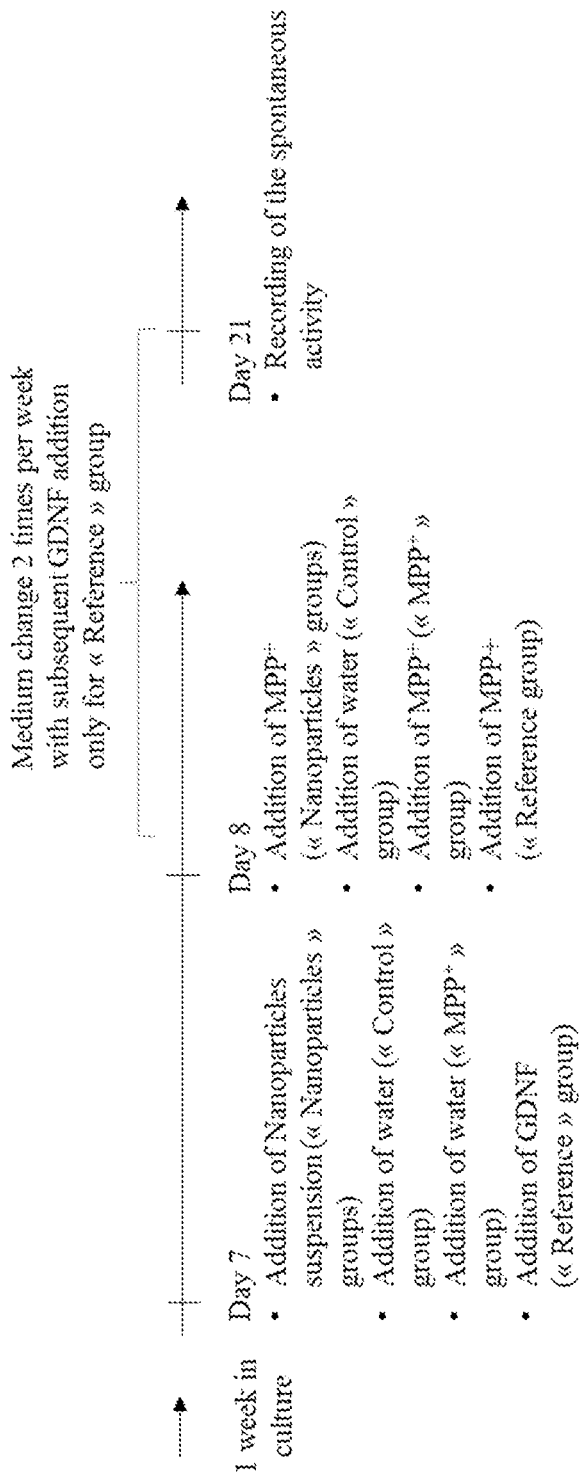 Medium change 2 times per week
with subsequent GDNF addition
only for « Reference » group
1 week in
culture
Day 7
• Addition of Nanoparticles
suspension (« Nanoparticles »
groups)
• Addition of water (« Control »
group)
• Addition of water (« MPP⁺ »
group)
• Addition of GDNF
(« Reference » group)
Day 8
• Addition of MPP⁺
(« Nanoparticles » groups)
• Addition of water (« Control »
group)
• Addition of MPP⁺ (« MPP⁺ »
group)
• Addition of MPP+
(« Reference group)
Day 21
• Recording of the spontaneous
activity